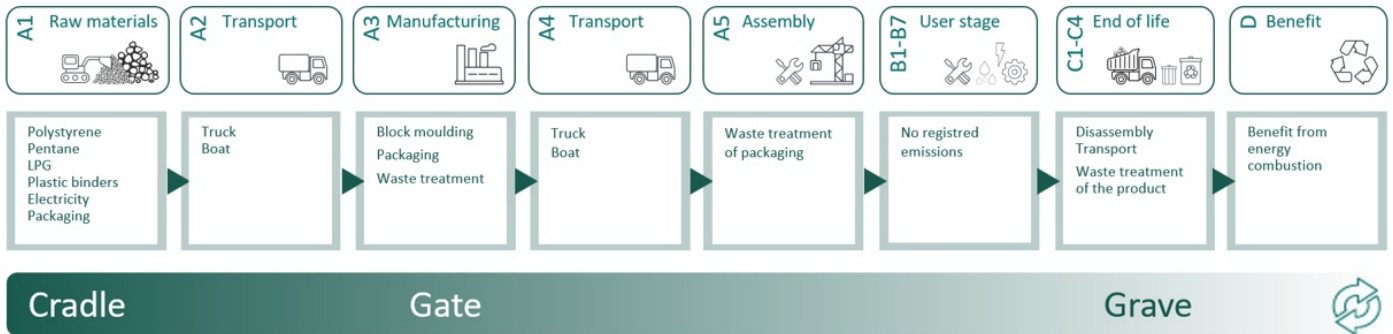 A1 Raw materials
A2 Transport
A3 Manufacturing
A4 Transport
A5 Assembly
B1-B7 User stage
C1-C4 End of life
D Benefit
Polystyrene
Pentane
LPG
Plastic binders
Electricity
Packaging
Truck
Boat
Block moulding
Packaging
Waste treatment
Truck
Boat
Waste treatment
of packaging
No registred
emissions
Disassembly
Transport
Waste treatment
of the product
Benefit from
energy
combustion
Cradle
Gate
Grave